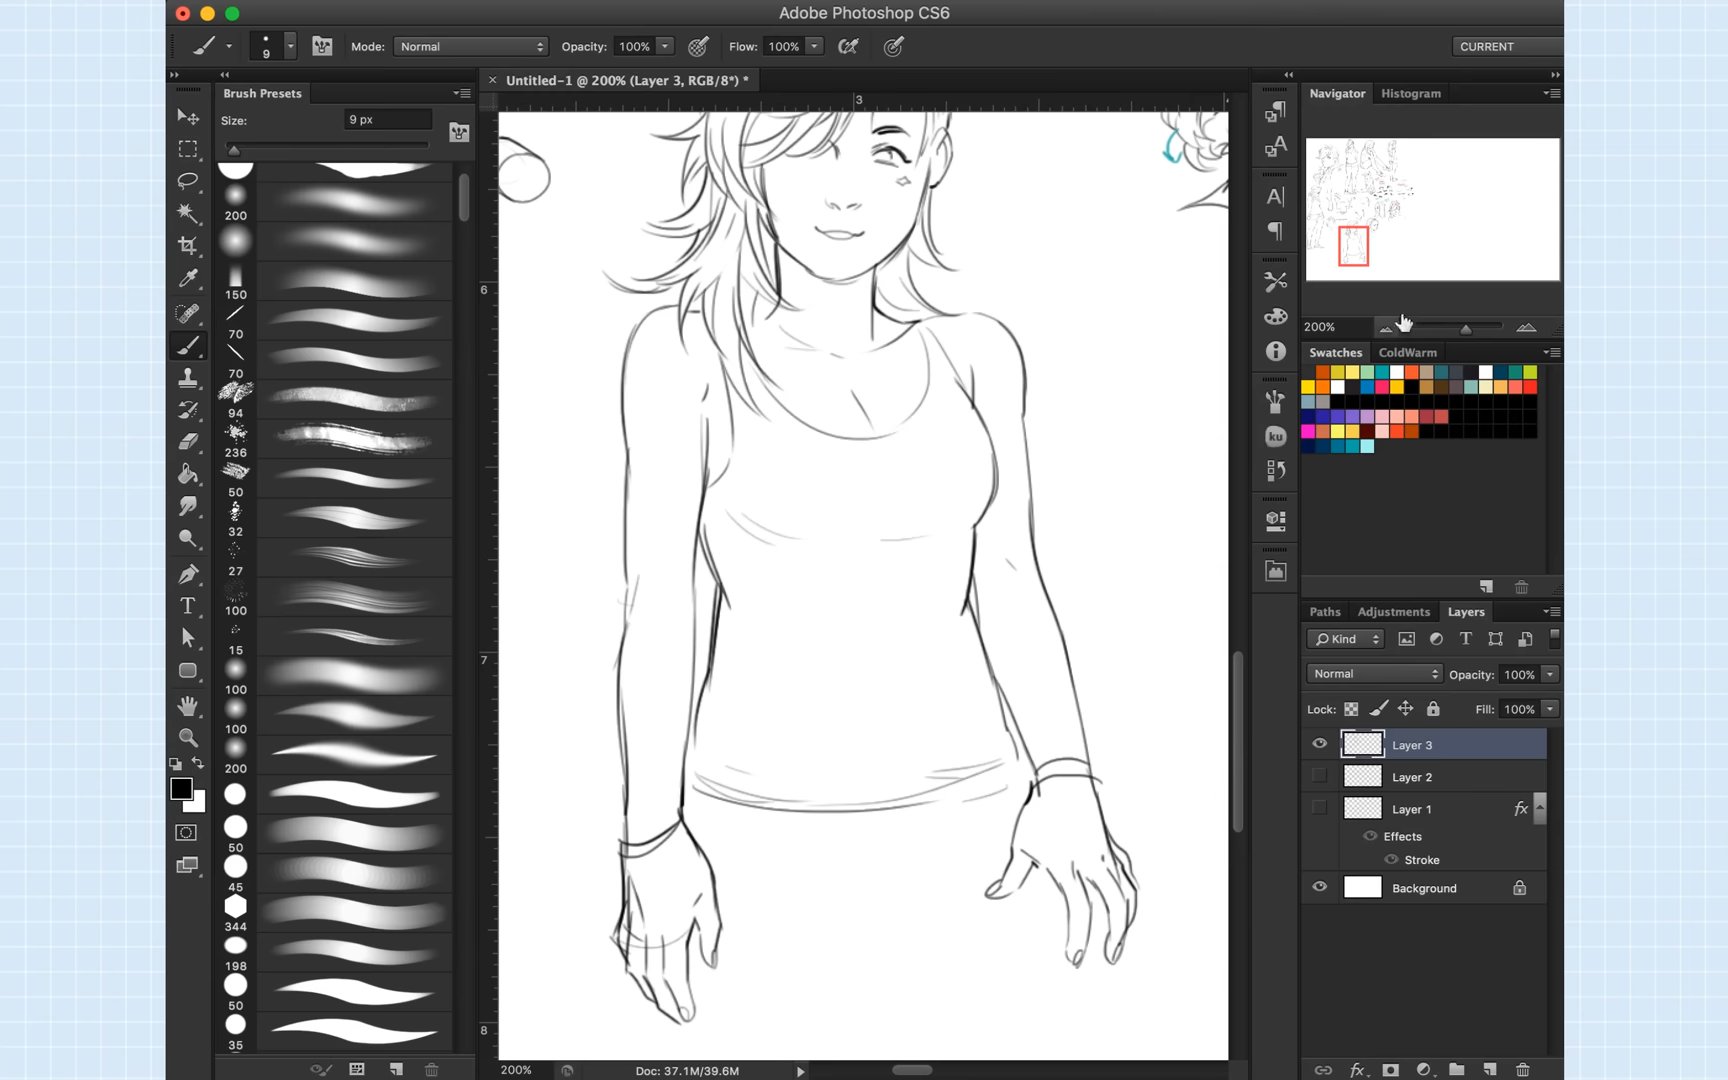 Adobe Photoshop CS6
9
Mode: Normal
Opacity: 100%
Flow: 100%
CURRENT
Untitled-1 @ 200% (Layer 3, RGB/8*) *
Brush Presets
Size: 9 px
200
150
70
70
94
236
50
32
27
100
15
100
100
200
50
45
344
198
50
35
3
6
7
8
200%
Doc: 37.1M/39.6M
Navigator
Histogram
200%
Swatches
ColdWarm
ku
Paths
Adjustments
Layers
Kind
Normal
Opacity: 100%
Lock:
Fill: 100%
Layer 3
Layer 2
Layer 1
fx
Effects
Stroke
Background
fx